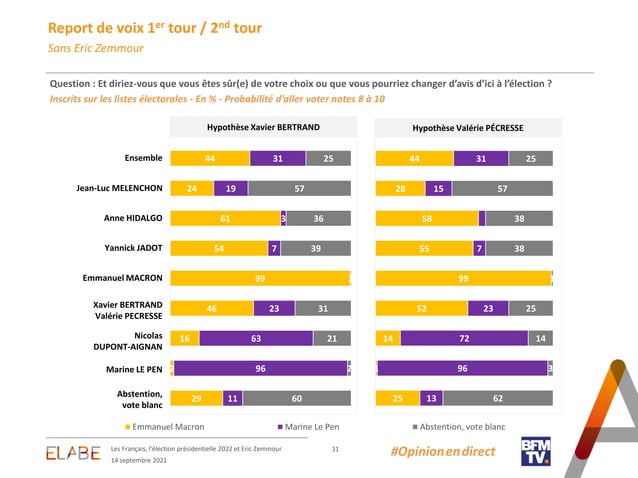 Report de voix 1er tour / 2nd tour
Sans Eric Zemmour
Question : Et diriez-vous que vous êtes sûr(e) de votre choix ou que vous pourriez changer d'avis d'ici à l'élection ?
Inscrits sur les listes électorales - En % - Probabilité d'aller voter notes 8 à 10
Hypothèse Xavier BERTRAND Hypothèse Valérie PÉCRESSE
Ensemble 44 31 25 44 31 25
Jean-Luc MELENCHON 24 19 57 28 15 57
Anne HIDALGO 61 3 36 58 38
Yannick JADOT 54 7 39 55 7 38
Emmanuel MACRON 99 99
Xavier BERTRAND
Valérie PECRESSE
46 23 31 52 23 25
Nicolas
DUPONT-AIGNAN
16 63 21 14 72 14
Marine LE PEN 2 96 2 1 96 3
Abstention,
vote blanc
29 11 60 25 13 62
Emmanuel Macron Marine Le Pen Abstention, vote blanc
ELABE
Les Français, l'élection présidentielle 2022 et Eric Zemmour
14 septembre 2021
31
#Opinion en direct
BFM
TV.